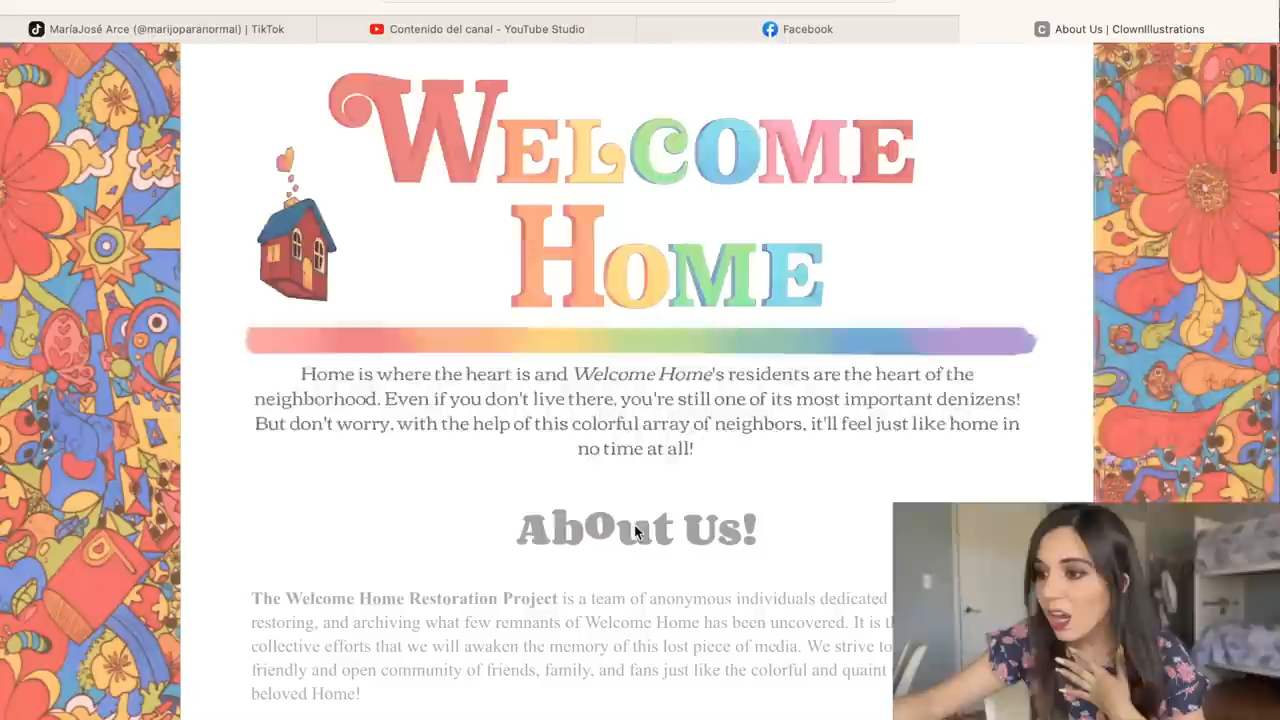 MaríaJosé Arce (@marijoparanormal) | TikTok
Contenido del canal - YouTube Studio
Facebook
C About Us | ClownIllustrations
WELCOME
HOME
Home is where the heart is and Welcome Home's residents are the heart of the
neighborhood. Even if you don't live there, you're still one of its most important denizens!
But don't worry, with the help of this colorful array of neighbors, it'll feel just like home in
no time at all!
About Us!
The Welcome Home Restoration Project is a team of anonymous individuals dedicated
restoring, and archiving what few remnants of Welcome Home has been uncovered. It is
collective efforts that we will awaken the memory of this lost piece of media. We strive to
friendly and open community of friends, family, and fans just like the colorful and quaint
beloved Home!